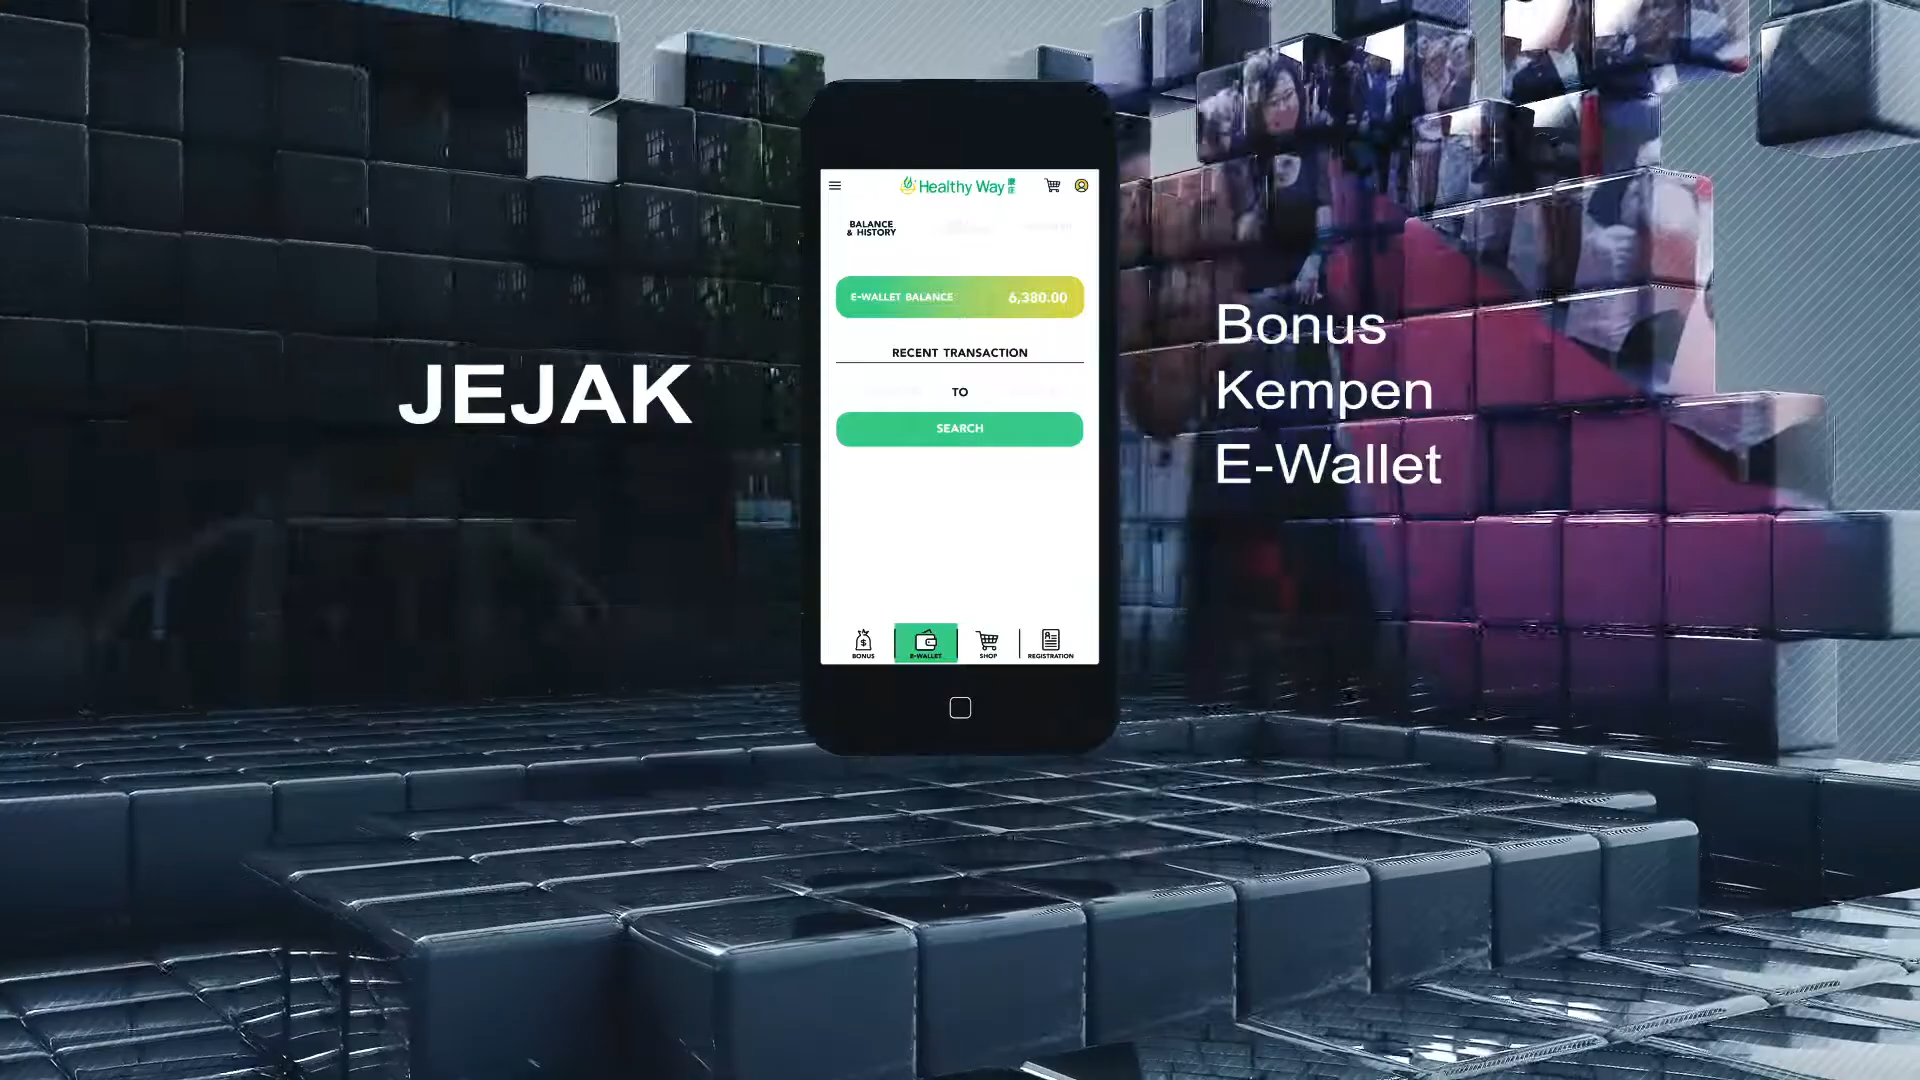 JEJAK
Healthy Way
BALANCE
& HISTORY
E-WALLET BALANCE 6,380.00
RECENT TRANSACTION
TO
SEARCH
BONUS
E-WALLET
SHOP
REGISTRATION
Bonus
Kempen
E-Wallet